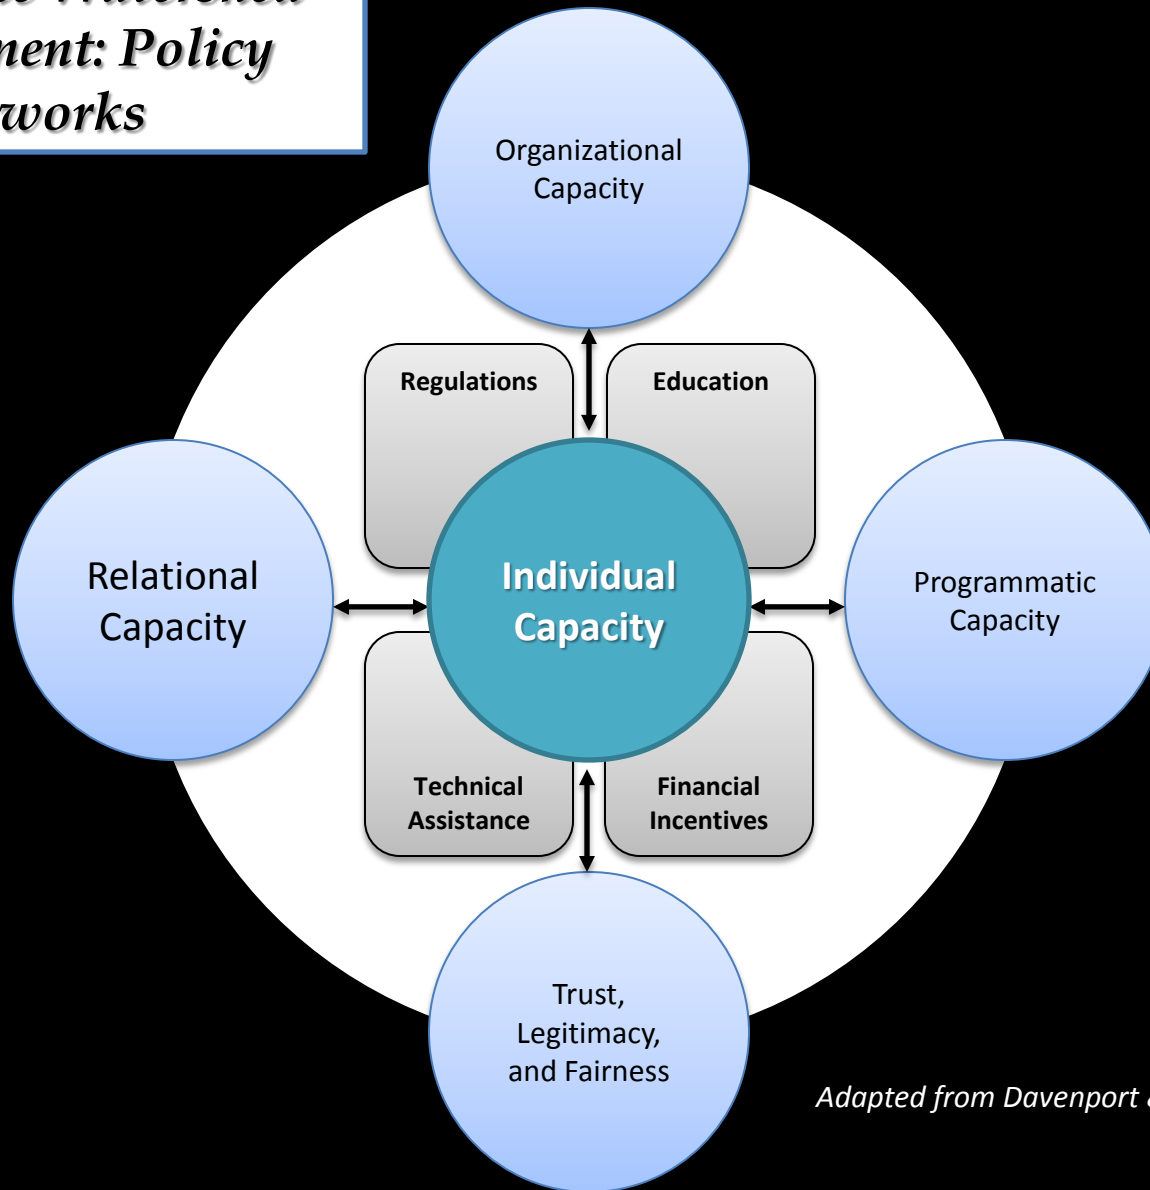 Watershed
ment: Policy
works
Organizational
Capacity
Regulations
Education
Relational
Capacity
Individual
Capacity
Programmatic
Capacity
Technical
Assistance
Financial
Incentives
Trust,
Legitimacy,
and Fairness
Adapted from Davenport